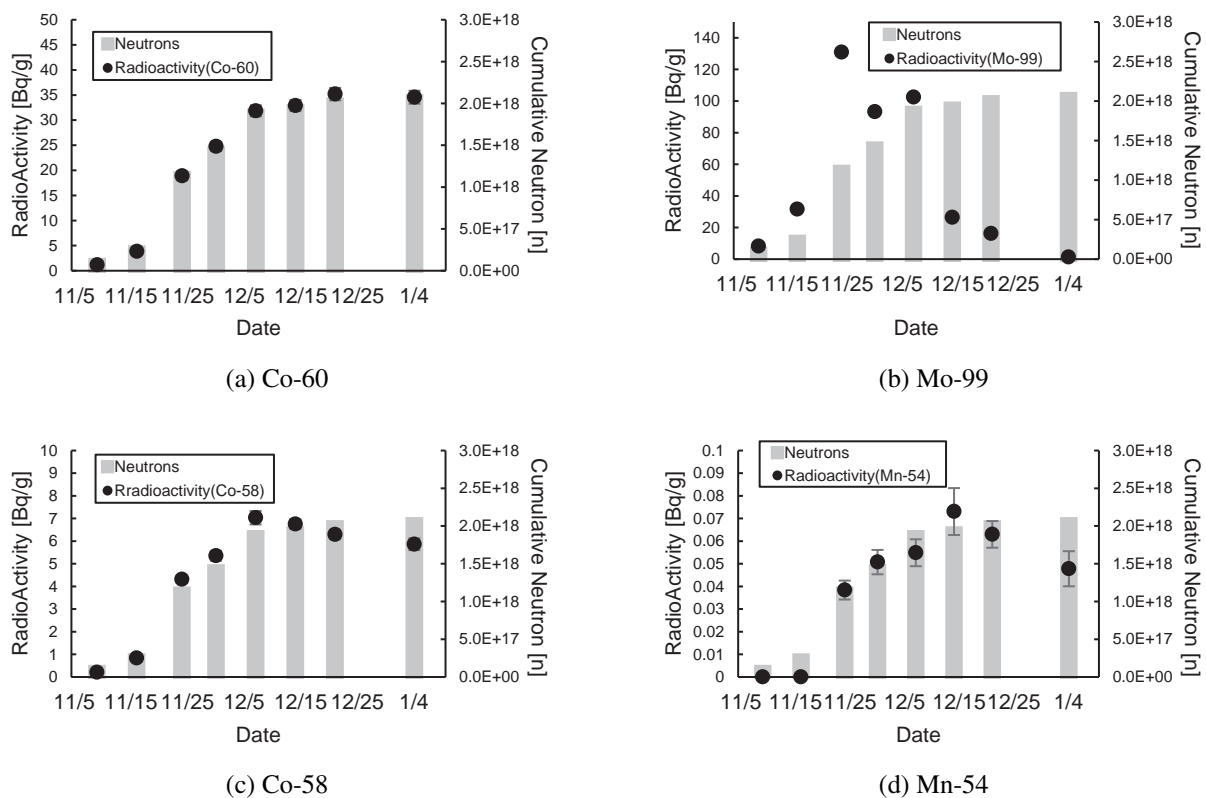 50
45
40
35
30
25
20
15
10
5
0
RadioActivity [Bq/g]
Neutrons
Radioactivity(Co-60)
3.0E+18
2.5E+18
2.0E+18
1.5E+18
1.0E+18
5.0E+17
0.0E+00
Cumulative Neutron [n]
11/5 11/15 11/25 12/5 12/15 12/25 1/4
Date
(a) Co-60
140
120
100
80
60
40
20
0
RadioActivity [Bq/g]
Neutrons
Radioactivity(Mo-99)
3.0E+18
2.5E+18
2.0E+18
1.5E+18
1.0E+18
5.0E+17
0.0E+00
Cumulative Neutron [n]
11/5 11/15 11/25 12/5 12/15 12/25 1/4
Date
(b) Mo-99
10
9
8
7
6
5
4
3
2
1
0
RadioActivity [Bq/g]
Neutrons
Rradioactivity(Co-58)
3.0E+18
2.5E+18
2.0E+18
1.5E+18
1.0E+18
5.0E+17
0.0E+00
Cumulative Neutron [n]
11/5 11/15 11/25 12/5 12/15 12/25 1/4
Date
(c) Co-58
0.1
0.09
0.08
0.07
0.06
0.05
0.04
0.03
0.02
0.01
0
RadioActivity [Bq/g]
Neutrons
Radioactivity(Mn-54)
3.0E+18
2.5E+18
2.0E+18
1.5E+18
1.0E+18
5.0E+17
0.0E+00
Cumulative Neutron [n]
11/5 11/15 11/25 12/5 12/15 12/25 1/4
Date
(d) Mn-54